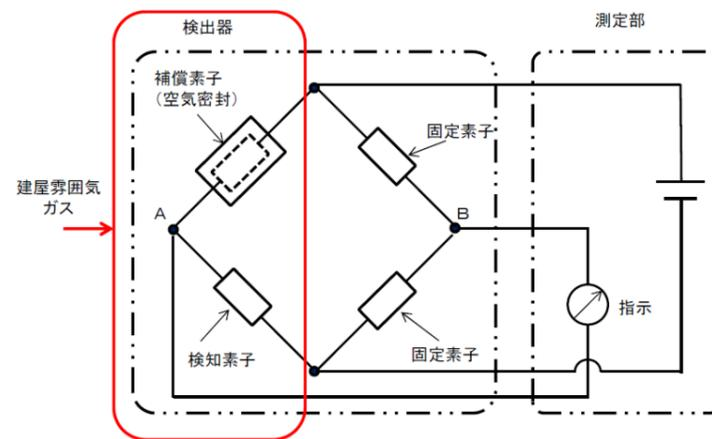 検出器
測定部
補償素子
(空気密封)
固定素子
建屋雰囲気
ガス
A
B
指示
検知素子
固定素子